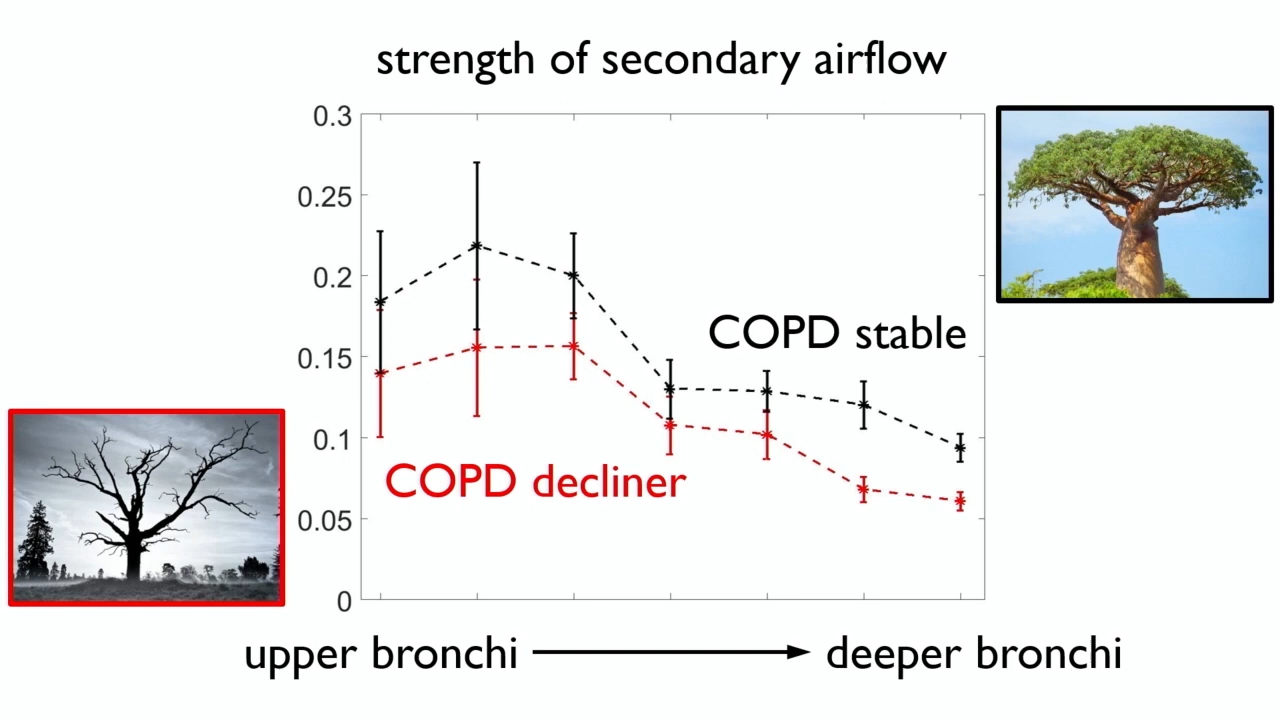 strength of secondary airflow
0.3
0.25
0.2
0.15
0.1
0.05
0
COPD stable
COPD decliner
upper bronchi
deeper bronchi